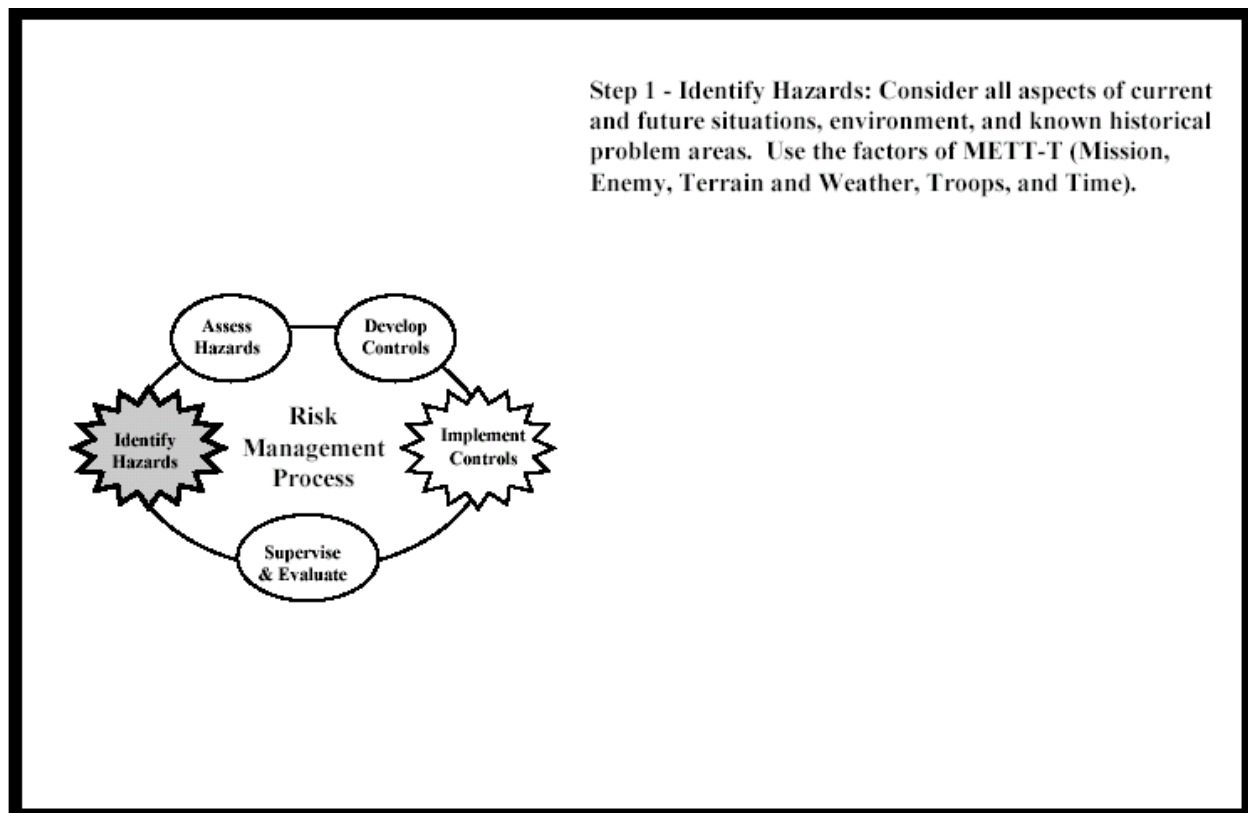 Step 1 - Identify Hazards: Consider all aspects of current
and future situations, environment, and known historical
problem areas.  Use the factors of METT-T (Mission,
Enemy, Terrain and Weather, Troops, and Time).
Assess
Hazards
Develop
Controls
Identify
Hazards
Risk
Management
Process
Implement
Controls
Supervise
& Evaluate